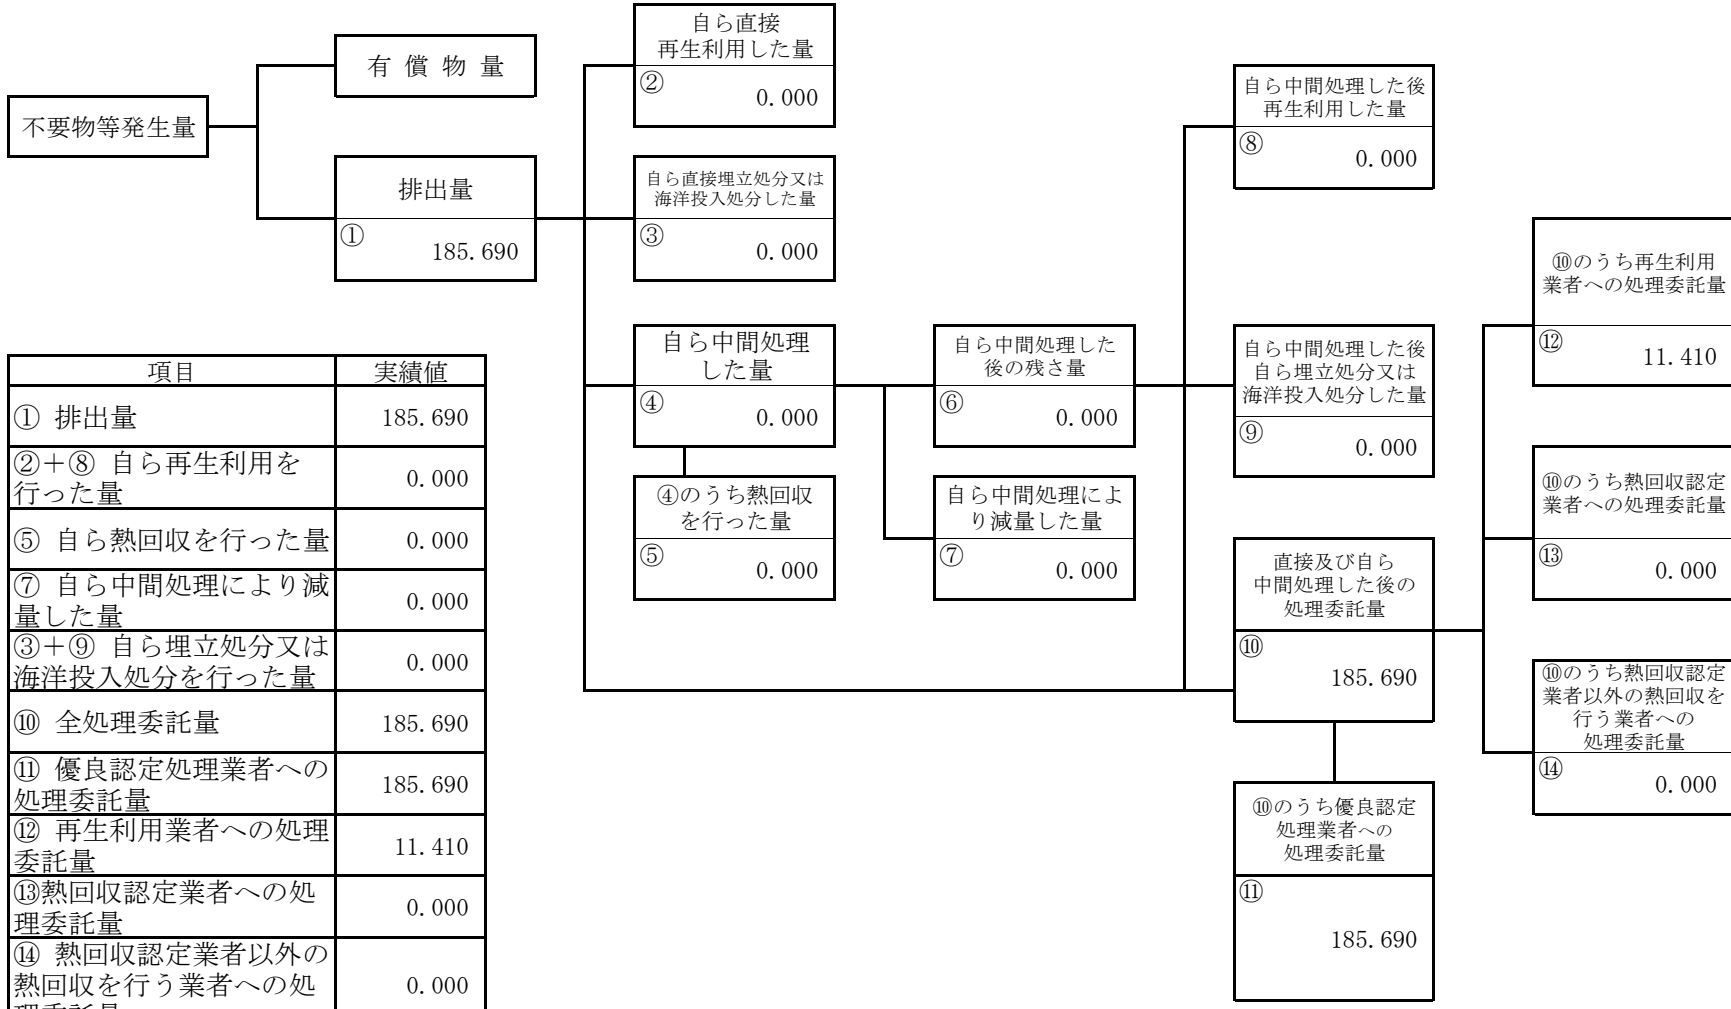 不要物等発生量
有 償 物 量
排出量
① 185.690
自ら直接
再生利用した量
② 0.000
自ら直接埋立処分又は
海洋投入処分した量
③ 0.000
自ら中間処理
した量
④ 0.000
④のうち熱回収
を行った量
⑤ 0.000
自ら中間処理した
後の残さ量
⑥ 0.000
自ら中間処理によ
り減量した量
⑦ 0.000
自ら中間処理した後
再生利用した量
⑧ 0.000
自ら中間処理した後
自ら埋立処分又は
海洋投入処分した量
⑨ 0.000
直接及び自ら
中間処理した後の
処理委託量
⑩
185.690
⑩のうち優良認定
処理業者への
処理委託量
⑪
185.690
⑩のうち再生利用
業者への処理委託量
⑫ 11.410
⑩のうち熱回収認定
業者への処理委託量
⑬ 0.000
⑩のうち熱回収認定
業者以外の熱回収を
行う業者への
処理委託量
⑭ 0.000
項目 実績値
① 排出量 185.690
②+⑧ 自ら再生利用を
行った量 0.000
⑤ 自ら熱回収を行った量 0.000
⑦ 自ら中間処理により減
量した量 0.000
③+⑨ 自ら埋立処分又は
海洋投入処分を行った量 0.000
⑩ 全処理委託量 185.690
⑪ 優良認定処理業者への
処理委託量 185.690
⑫ 再生利用業者への処理
委託量 11.410
⑬熱回収認定業者への処
理委託量 0.000
⑭ 熱回収認定業者以外の
熱回収を行う業者への処 0.000